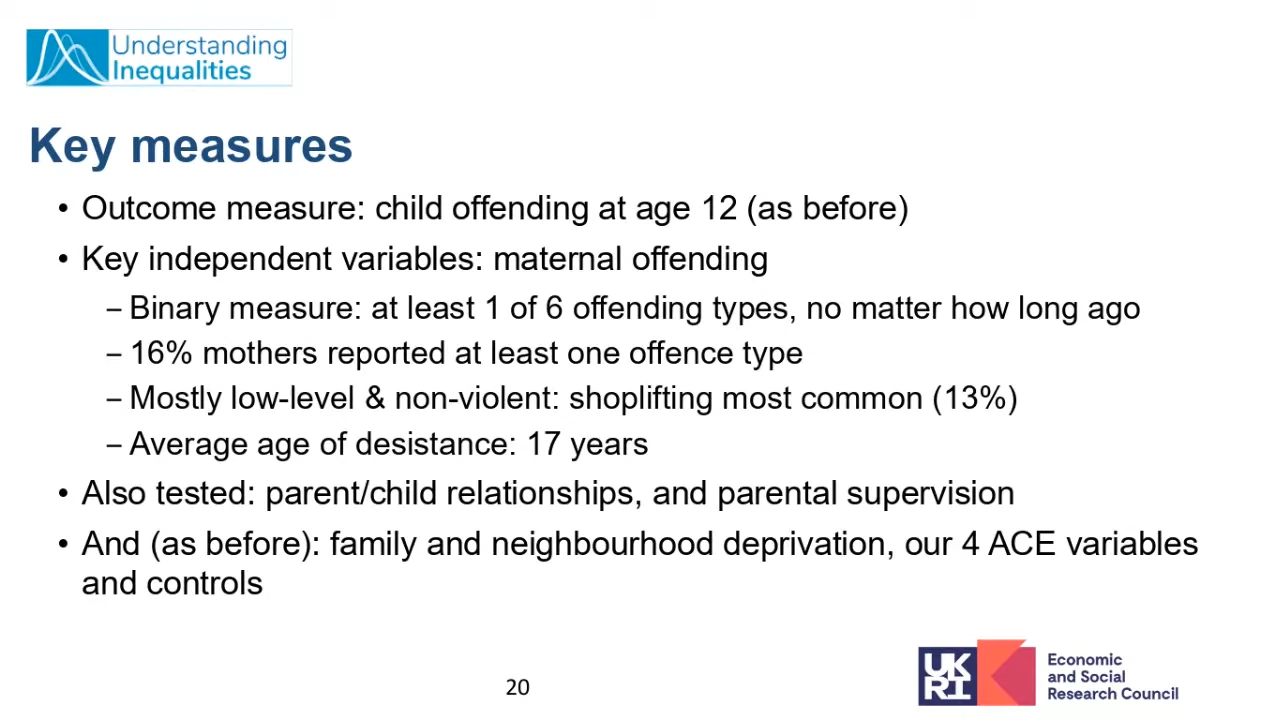 Understanding
Inequalities
Key measures
• Outcome measure: child offending at age 12 (as before)
• Key independent variables: maternal offending
– Binary measure: at least 1 of 6 offending types, no matter how long ago
– 16% mothers reported at least one offence type
– Mostly low-level & non-violent: shoplifting most common (13%)
– Average age of desistance: 17 years
• Also tested: parent/child relationships, and parental supervision
• And (as before): family and neighbourhood deprivation, our 4 ACE variables
and controls
20
UK
RI
Economic
and Social
Research Council